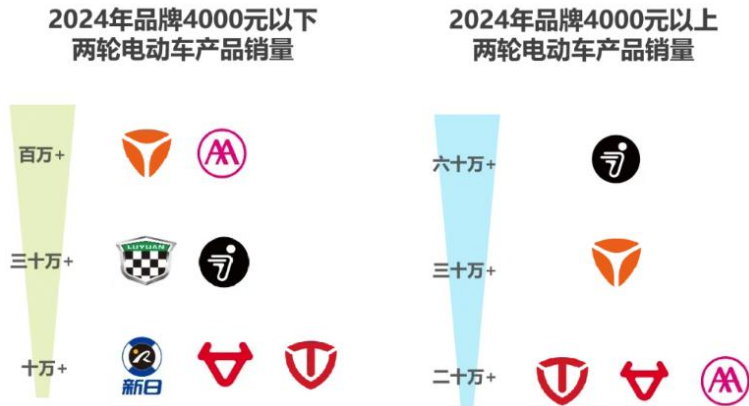 2024年品牌4000元以下
两轮电动车产品销量
2024年品牌4000元以上
两轮电动车产品销量
百万+
三十万+
LUYUAN
十万+
新日
六十万+
三十万+
二十万+